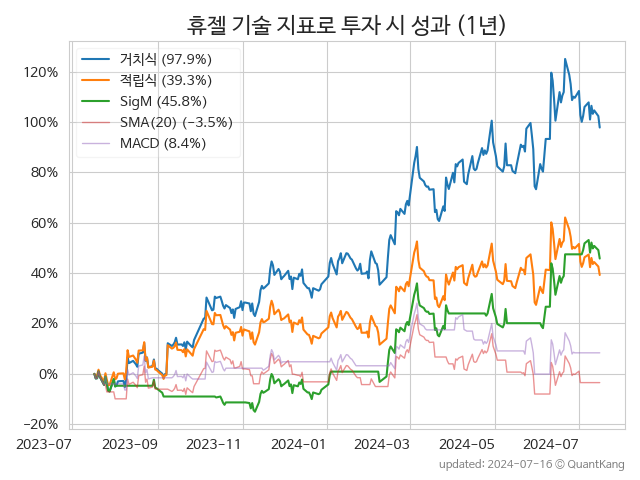 휴젤 기술 지표로 투자 시 성과 (1년)
거치식 (97.9%)
적립식 (39.3%)
SigM (45.8%)
SMA(20) (−3.5%)
MACD (8.4%)
120%
100%
80%
60%
40%
20%
0%
−20%
2023-07 2023-09 2023-11 2024-01 2024-03 2024-05 2024-07
updated: 2024-07-16 © QuantKang